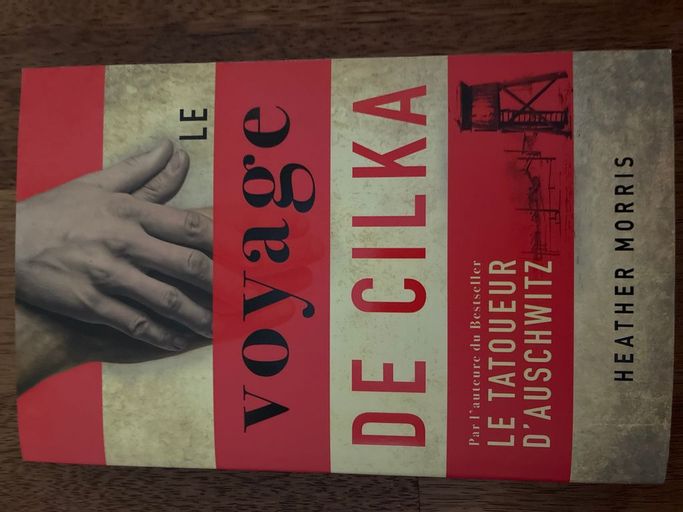 LE
voyage
DE CILKA
Par l'auteure du Bestseller
LE TATOUEUR
D'AUSCHWITZ
HEATHER MORRIS